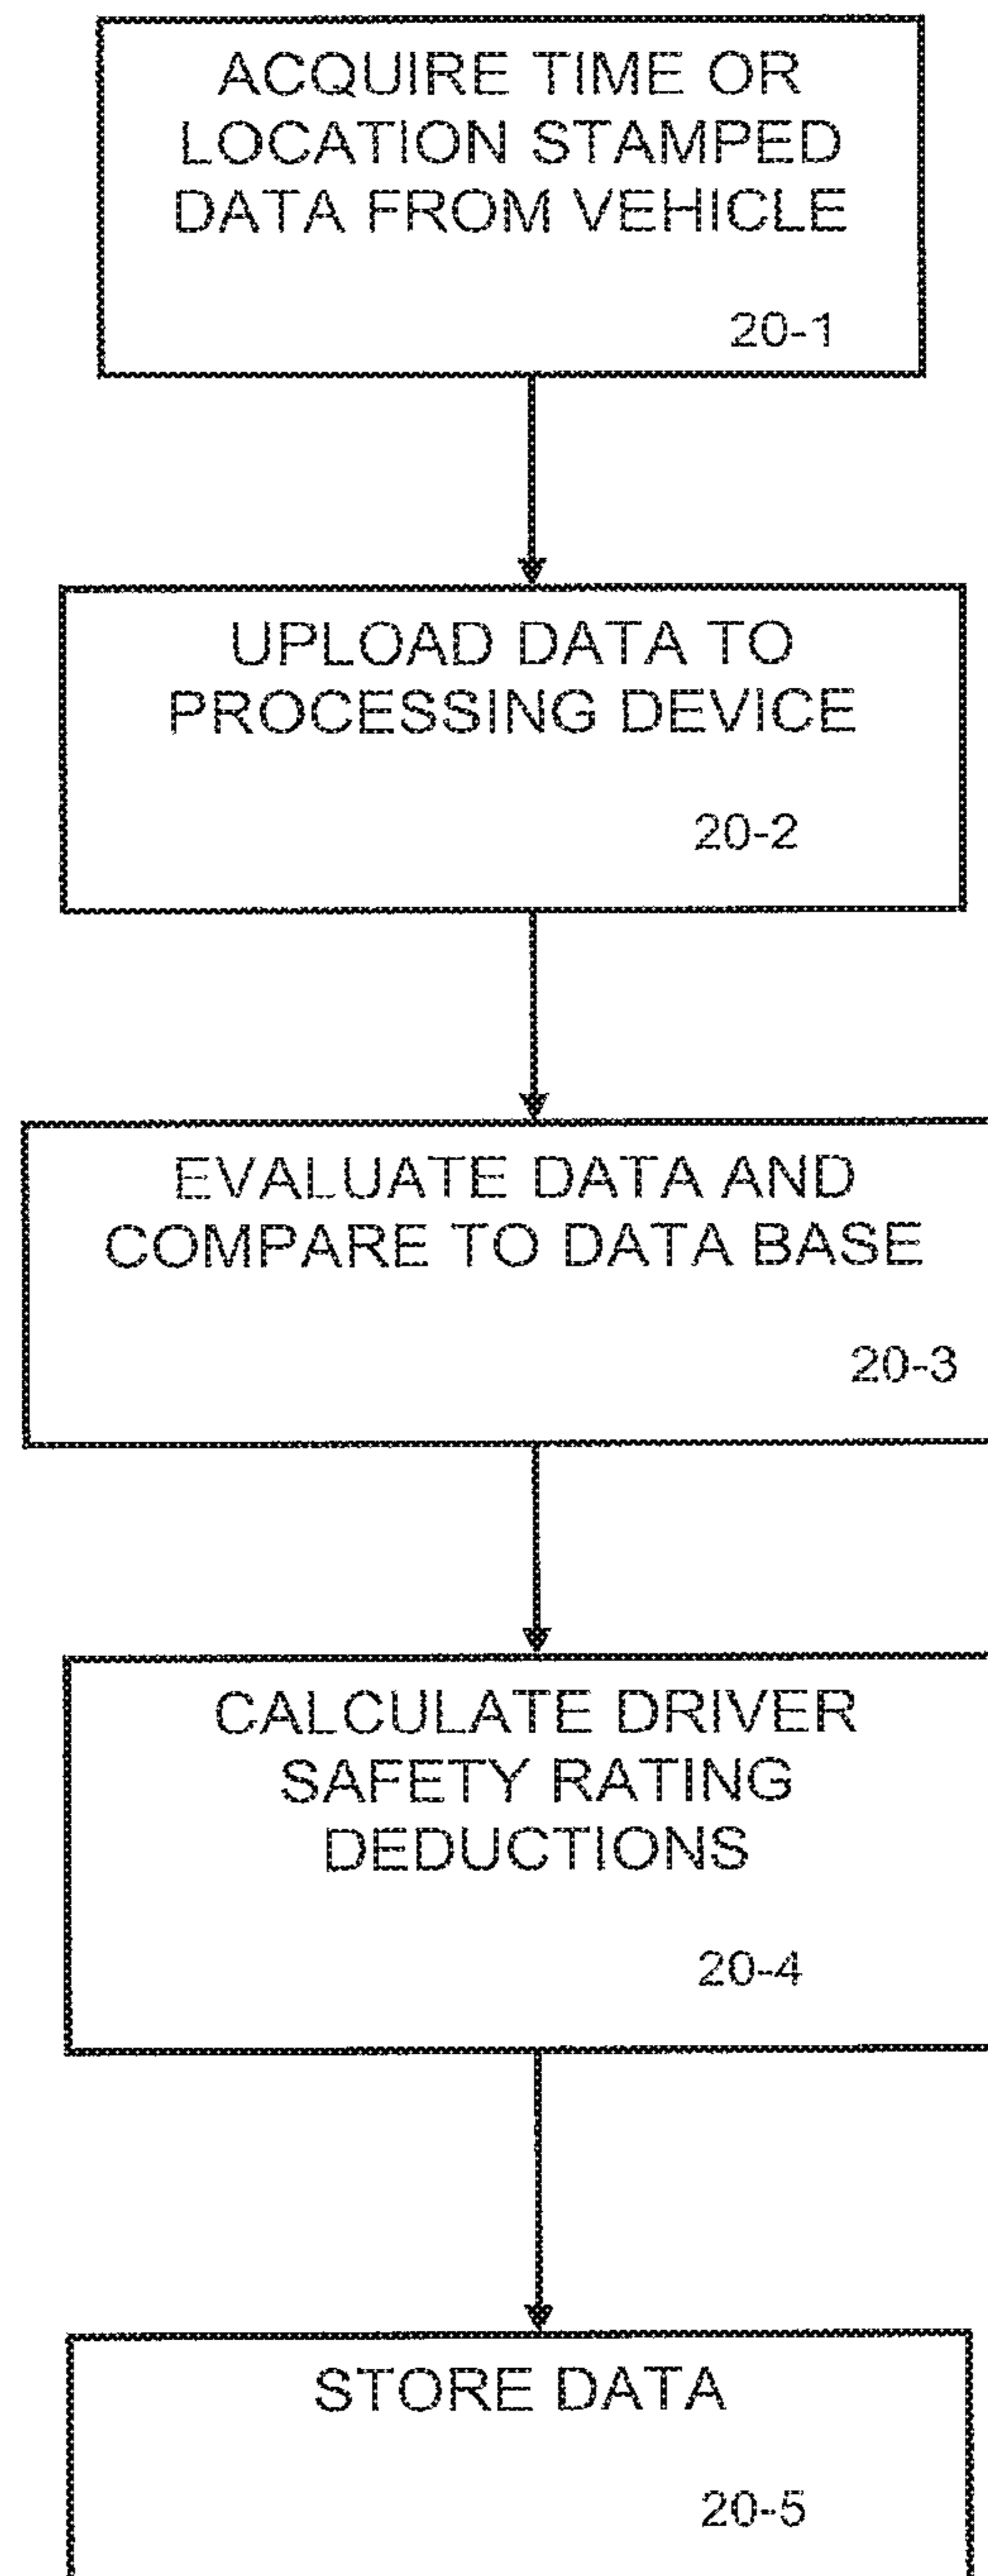 ACQUIRE TIME OR
LOCATION STAMPED
DATA FROM VEHICLE
20-1
UPLOAD DATA TO
PROCESSING DEVICE
20-2
EVALUATE DATA AND
COMPARE TO DATA BASE
20-3
CALCULATE DRIVER
SAFETY RATING
DEDUCTIONS
20-4
STORE DATA
20-5